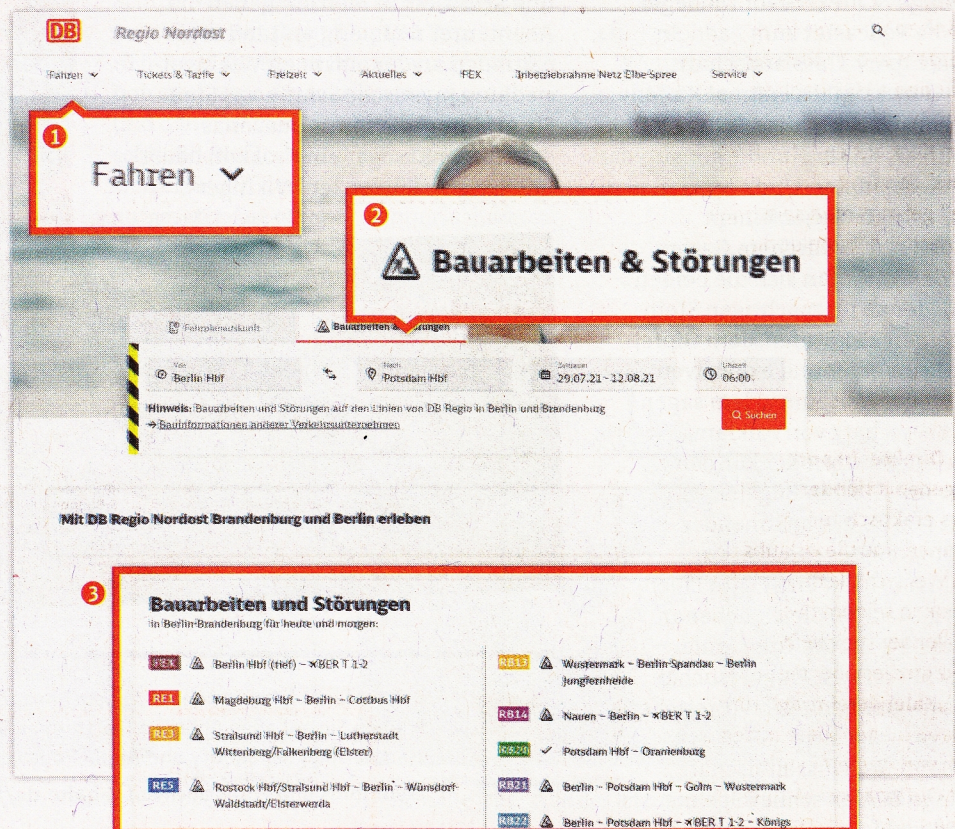 DB Regio Nordost
Fahren Tickets & Tarife Freizeit Aktuelles FEX Inbetriebnahme Netz Elbe-Spree Service
1
Fahren
2
Bauarbeiten & Störungen
Fahrplanauskunft Bauarbeiten
Von Nach Zeitraum Uhrzeit
Berlin Hbf Potsdam Hbf 29.07.21 - 12.08.21 06:00
Hinweis: Bauarbeiten und Störungen auf den Linien von DB Regio in Berlin und Brandenburg
→ Bauinformationen anderer Verkehrsunternehmen
Suchen
Mit DB Regio Nordost Brandenburg und Berlin erleben
3
Bauarbeiten und Störungen
in Berlin-Brandenburg für heute und morgen:
FEX Berlin Hbf (tief) – BER T 1-2
RE1 Magdeburg Hbf – Berlin – Cottbus Hbf
RE3 Stralsund Hbf – Berlin – Lutherstadt
Wittenberg/Falkenberg (Elster)
RE5 Rostock Hbf/Stralsund Hbf – Berlin – Wünsdorf-
Waldstadt/Elsterwerda
RB13 Wustermark – Berlin-Spandau – Berlin
Jungfernheide
RB14 Nauen – Berlin – BER T 1-2
RB20 Potsdam Hbf – Oranienburg
RB21 Berlin – Potsdam Hbf – Golm – Wustermark
RB22 Berlin – Potsdam Hbf – BER T 1-2 – Königs